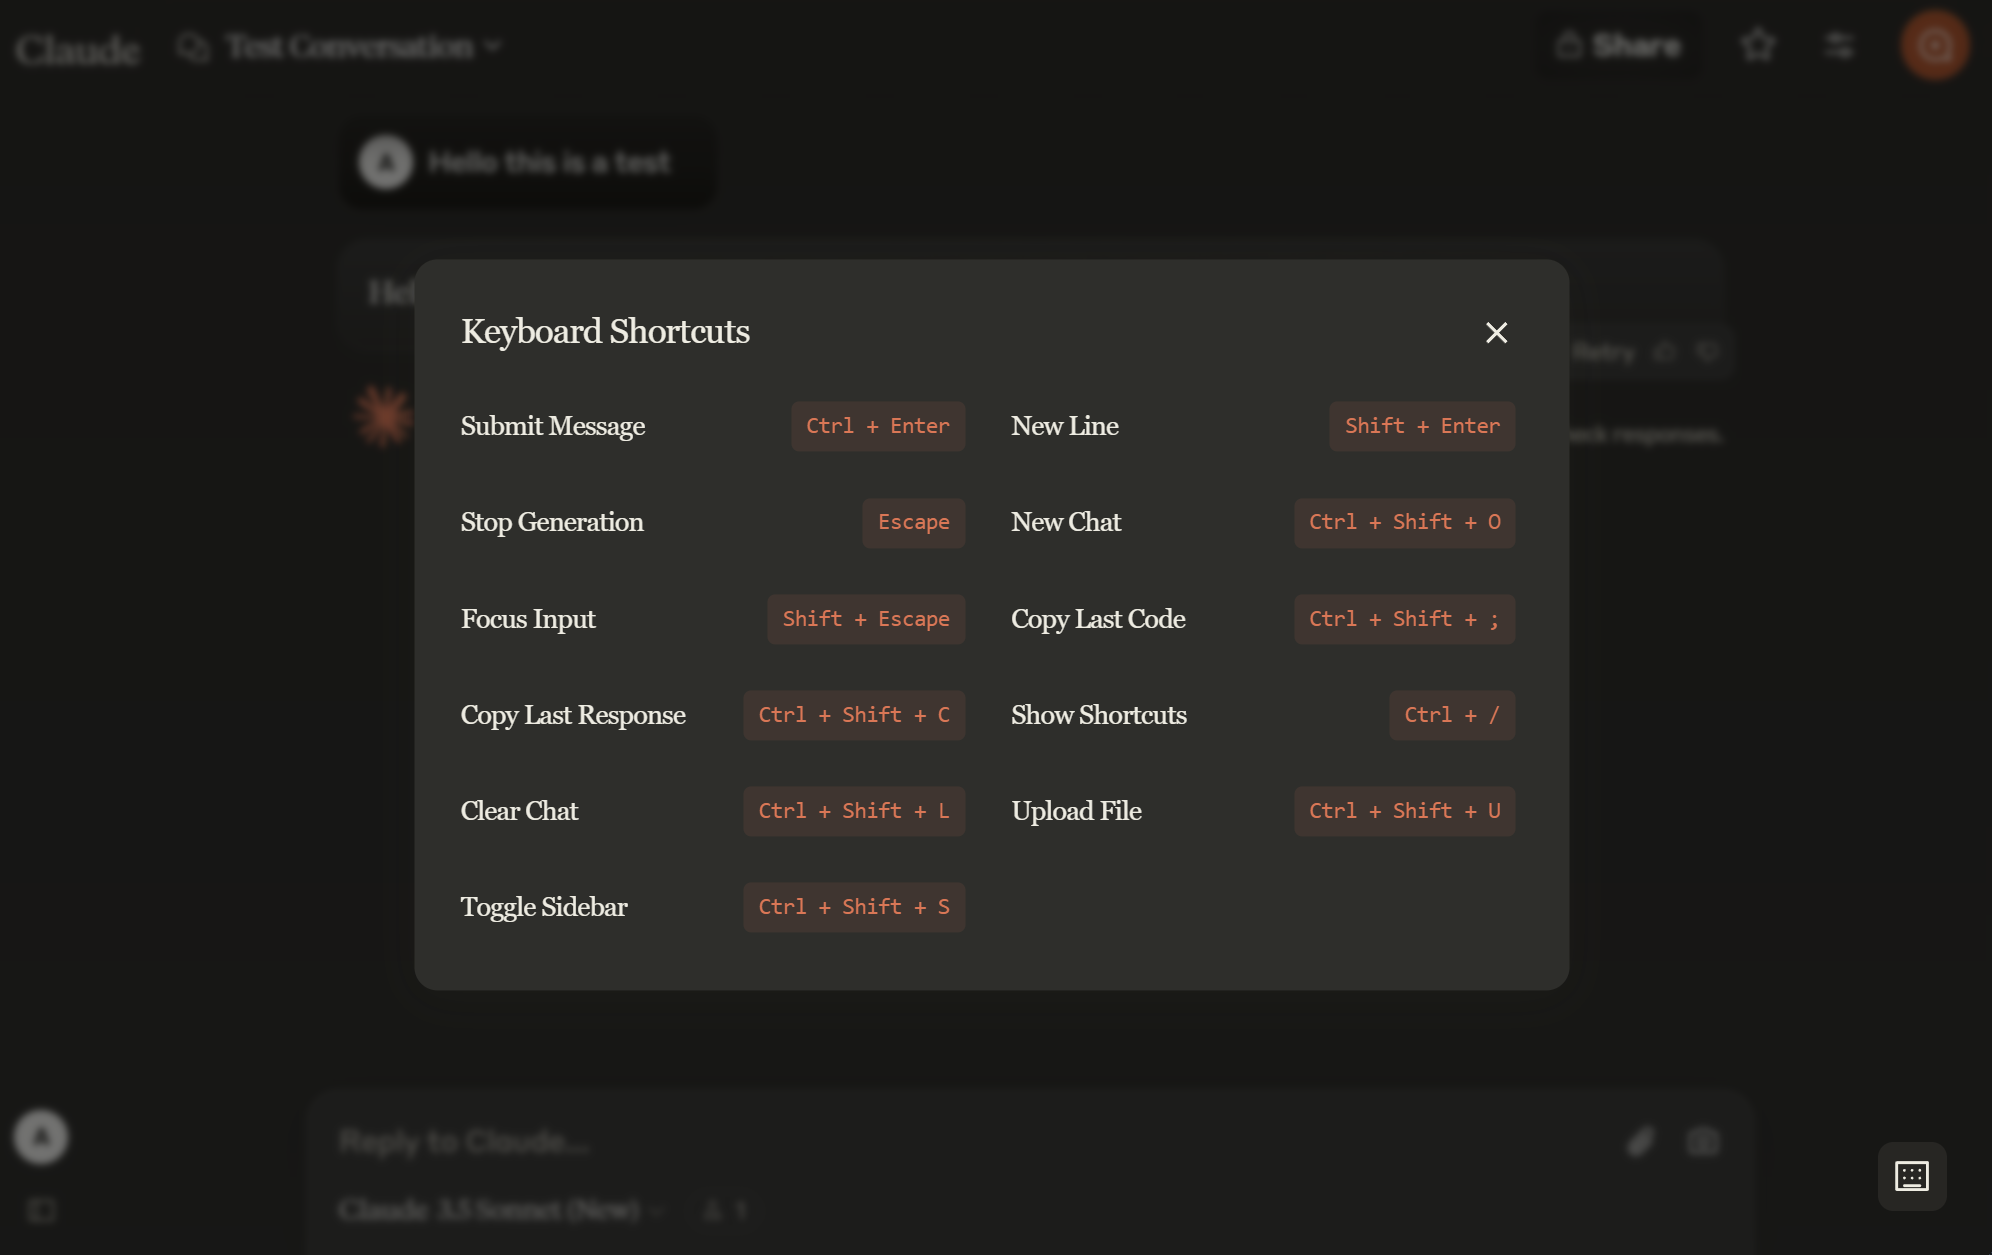 Claude
Test Conversation
Share
A
Hello this is a test
Keyboard Shortcuts
Submit Message
Ctrl + Enter
New Line
Shift + Enter
Stop Generation
Escape
New Chat
Ctrl + Shift + O
Focus Input
Shift + Escape
Copy Last Code
Ctrl + Shift + ;
Copy Last Response
Ctrl + Shift + C
Show Shortcuts
Ctrl + /
Clear Chat
Ctrl + Shift + L
Upload File
Ctrl + Shift + U
Toggle Sidebar
Ctrl + Shift + S
Retry
responses.
A
Reply to Claude...
Claude 3.5 Sonnet (New)
1